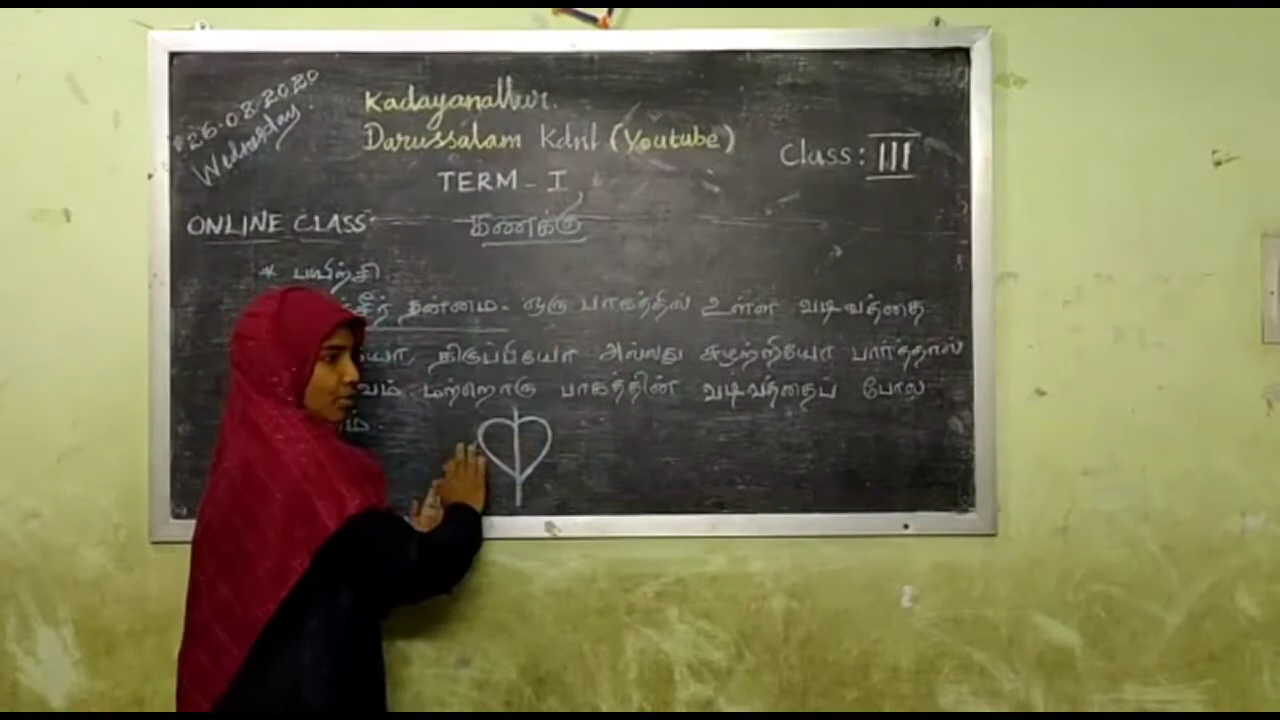 26.08.2020
Wednesday.
Kadayanallur.
Darussalam Kdnl (Youtube)
Class: III
TERM - I
ONLINE CLASS
கணக்கு
* பயிற்சி
தன்மை - ஒரு பாகத்தில் உள்ள வடிவத்தை
திருப்பியோ அல்லது சுழற்றியோ பார்த்தால்
மற்றொரு பாகத்தின் வடிவத்தைப் போல